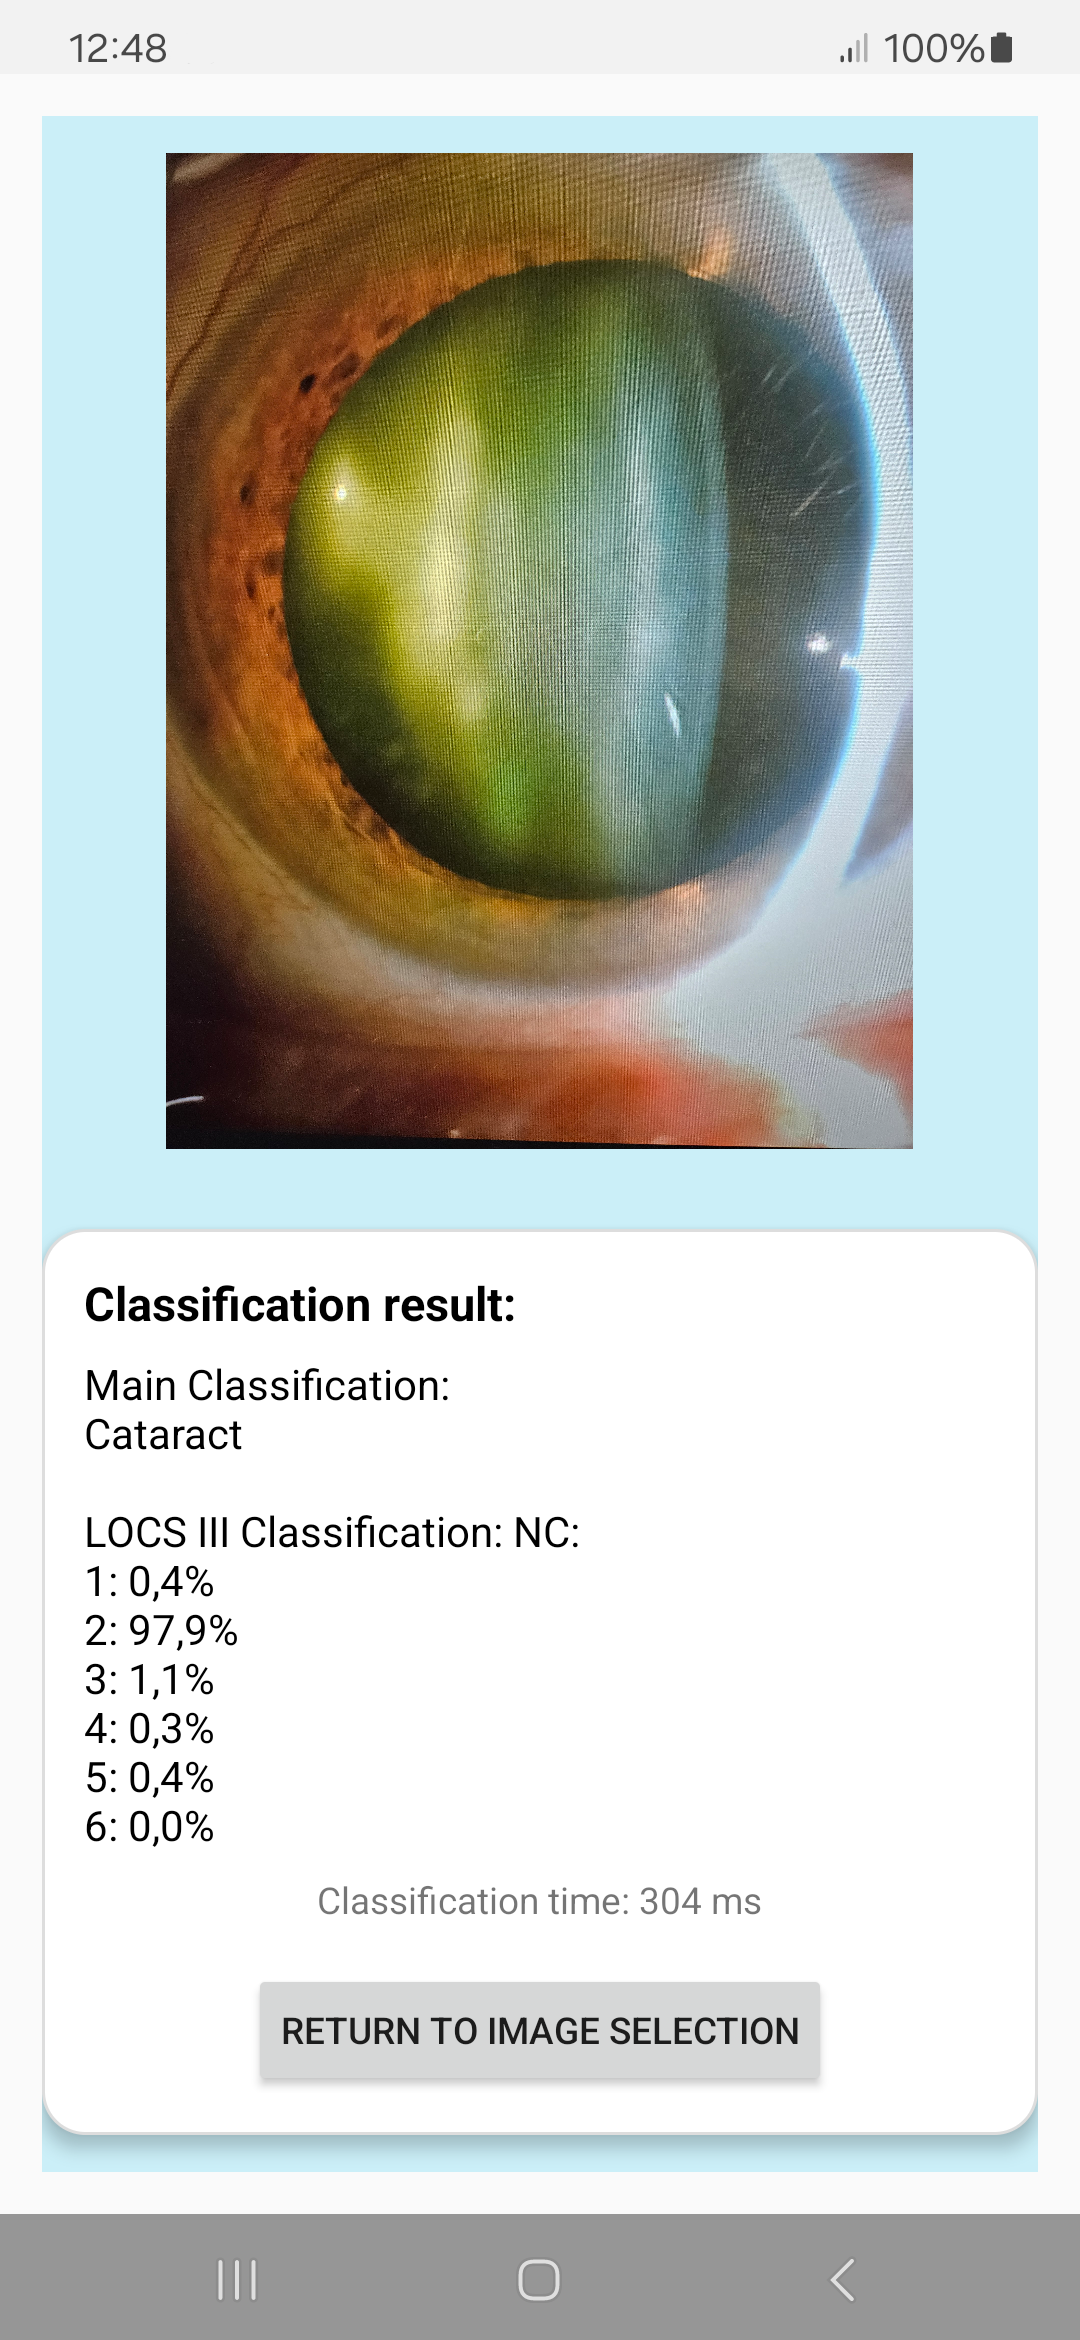 12:48
100%
Classification result:
Main Classification:
Cataract
LOCS III Classification: NC:
1: 0,4%
2: 97,9%
3: 1,1%
4: 0,3%
5: 0,4%
6: 0,0%
Classification time: 304 ms
RETURN TO IMAGE SELECTION